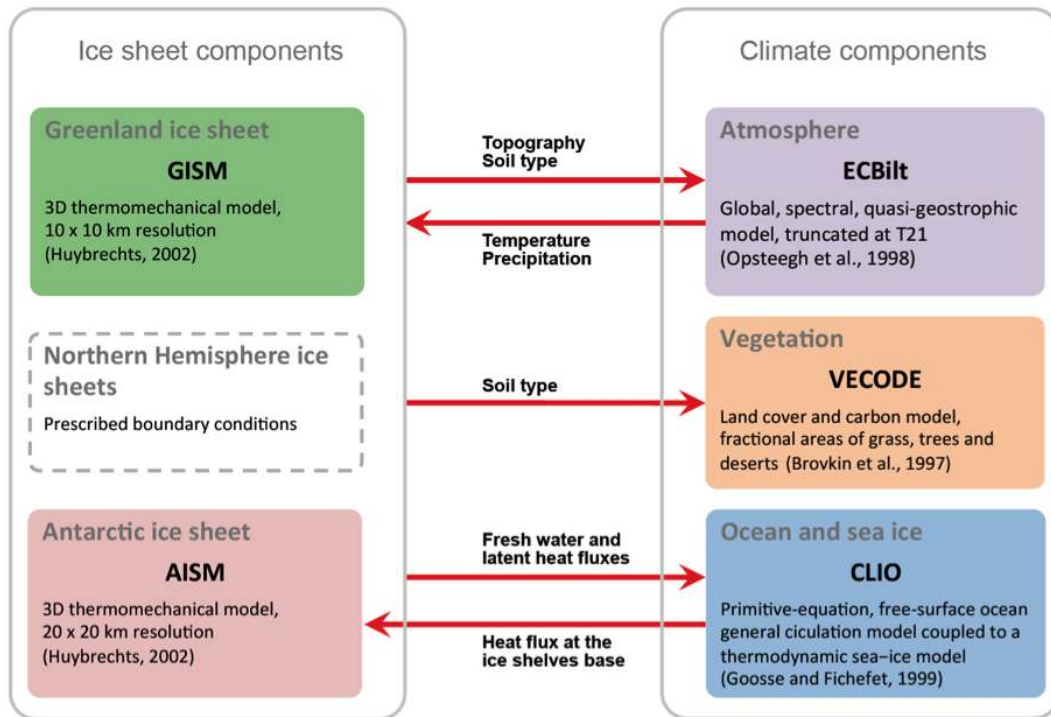 Ice sheet components
Greenland ice sheet
GISM
3D thermomechanical model,
10 x 10 km resolution
(Huybrechts, 2002)
Northern Hemisphere ice
sheets
Prescribed boundary conditions
Antarctic ice sheet
AISM
3D thermomechanical model,
20 x 20 km resolution
(Huybrechts, 2002)
Topography
Soil type
Temperature
Precipitation
Soil type
Fresh water and
latent heat fluxes
Heat flux at the
ice shelves base
Climate components
Atmosphere
ECBilt
Global, spectral, quasi-geostrophic
model, truncated at T21
(Opsteegh et al., 1998)
Vegetation
VECODE
Land cover and carbon model,
fractional areas of grass, trees and
deserts (Brovkin et al., 1997)
Ocean and sea ice
CLIO
Primitive-equation, free-surface ocean
general ciculation model coupled to a
thermodynamic sea–ice model
(Goosse and Fichefet, 1999)